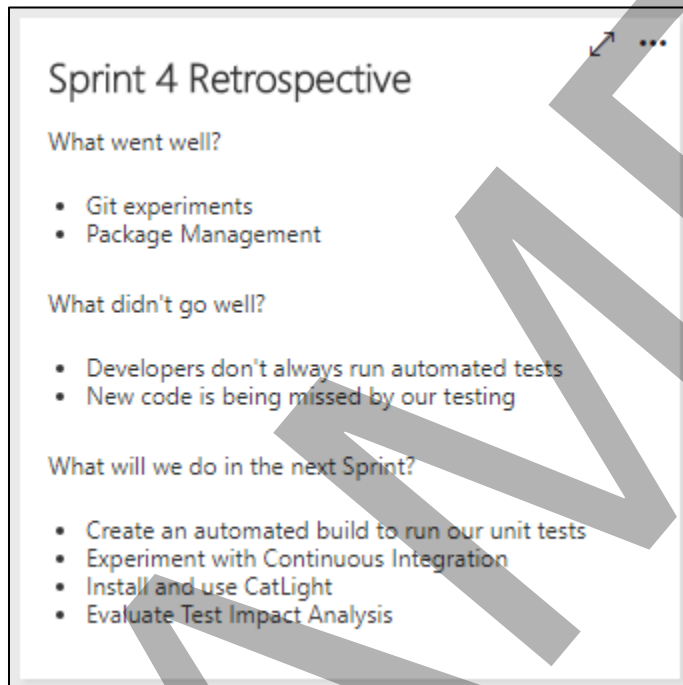 Sprint 4 Retrospective
What went well?
• Git experiments
• Package Management
What didn't go well?
• Developers don't always run automated tests
• New code is being missed by our testing
What will we do in the next Sprint?
• Create an automated build to run our unit tests
• Experiment with Continuous Integration
• Install and use CatLight
• Evaluate Test Impact Analysis